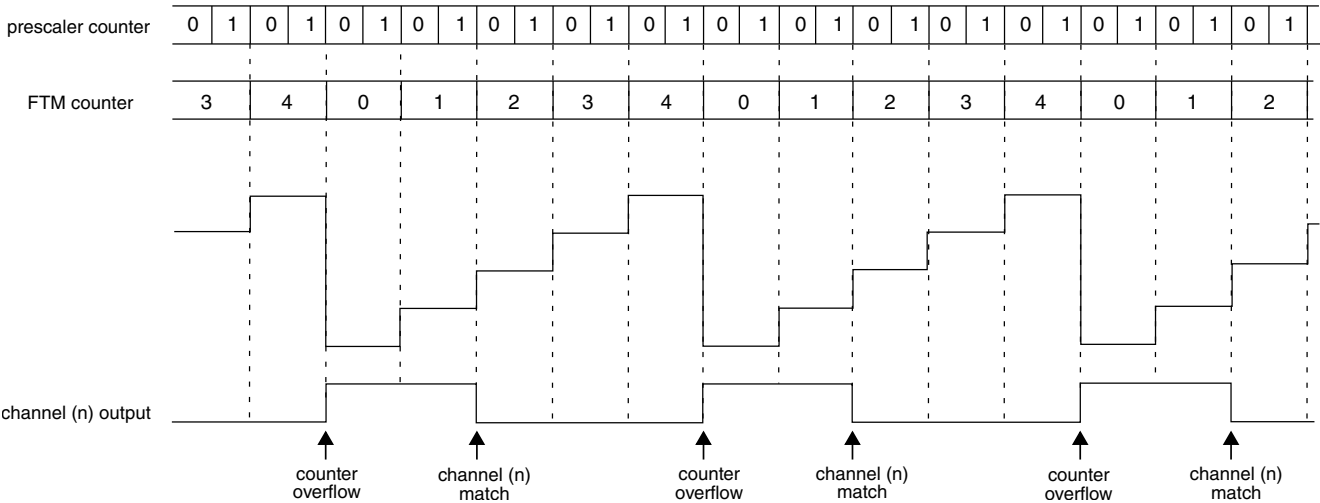 prescaler counter 0 1 0 1 0 1 0 1 0 1 0 1 0 1 0 1 0 1 0 1 0 1 0 1 0 1 0 1 0 1
FTM counter 3 4 0 1 2 3 4 0 1 2 3 4 0 1 2
channel (n) output
counter overflow
channel (n) match
counter overflow
channel (n) match
counter overflow
channel (n) match